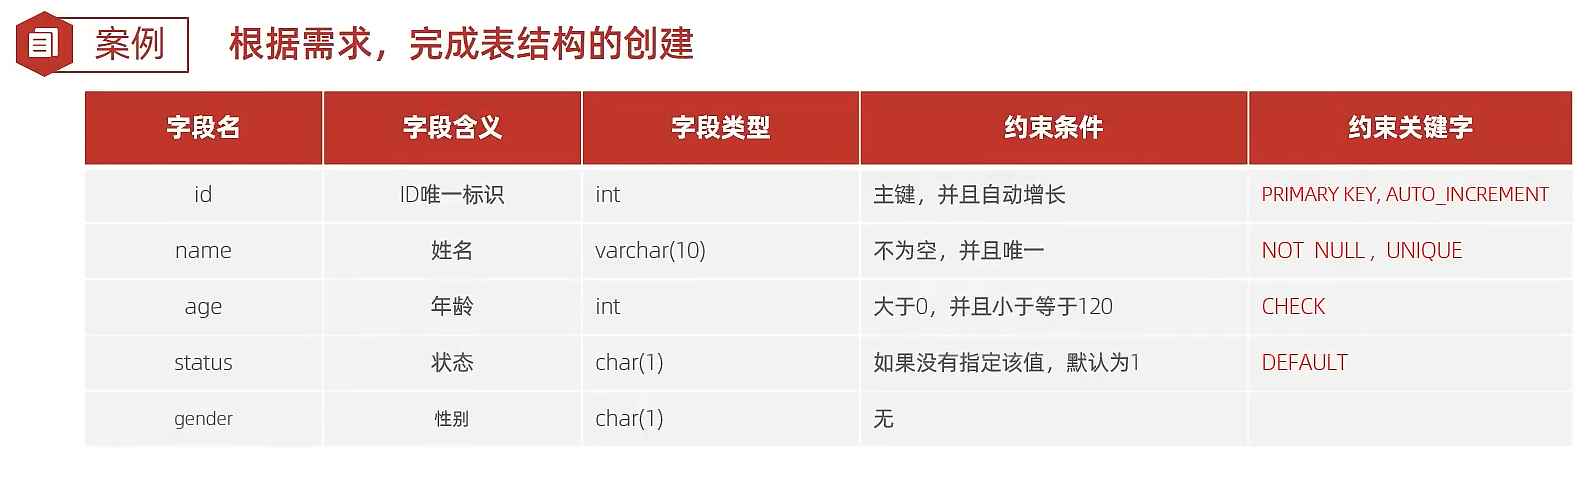 案例 根据需求，完成表结构的创建
字段名 字段含义 字段类型 约束条件 约束关键字
id ID唯一标识 int 主键，并且自动增长 PRIMARY KEY, AUTO_INCREMENT
name 姓名 varchar(10) 不为空，并且唯一 NOT NULL , UNIQUE
age 年龄 int 大于0，并且小于等于120 CHECK
status 状态 char(1) 如果没有指定该值，默认为1 DEFAULT
gender 性别 char(1) 无